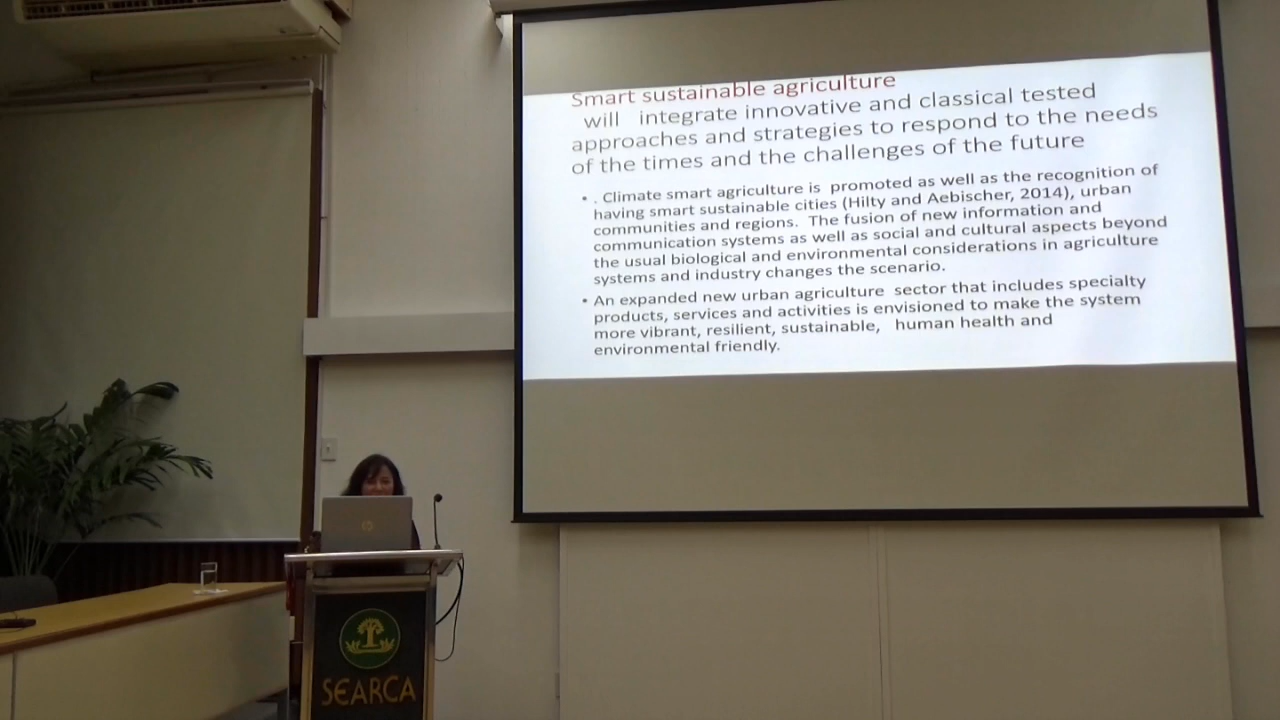 Smart sustainable agriculture
will integrate innovative and classical tested
approaches and strategies to respond to the needs
of the times and the challenges of the future
• . Climate smart agriculture is promoted as well as the recognition of
having smart sustainable cities (Hilty and Aebischer, 2014), urban
communities and regions. The fusion of new information and
communication systems as well as social and cultural aspects beyond
the usual biological and environmental considerations in agriculture
systems and industry changes the scenario.
• An expanded new urban agriculture sector that includes specialty
products, services and activities is envisioned to make the system
more vibrant, resilient, sustainable, human health and
environmental friendly.
hp
SEARCA